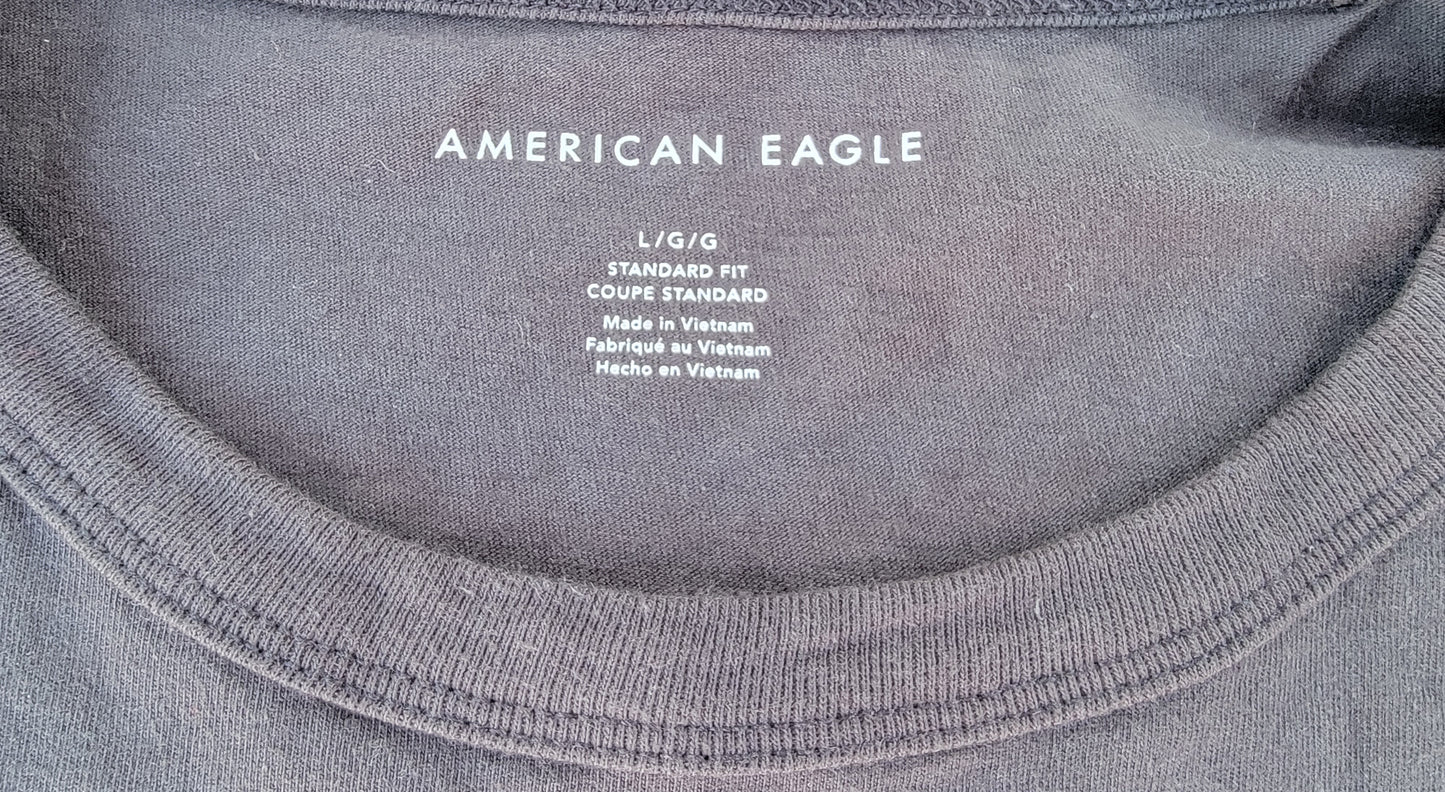 AMERICAN EAGLE
L/G/G
STANDARD FIT
COUPE STANDARD
Made in Vietnam
Fabriqué au Vietnam
Hecho en Vietnam